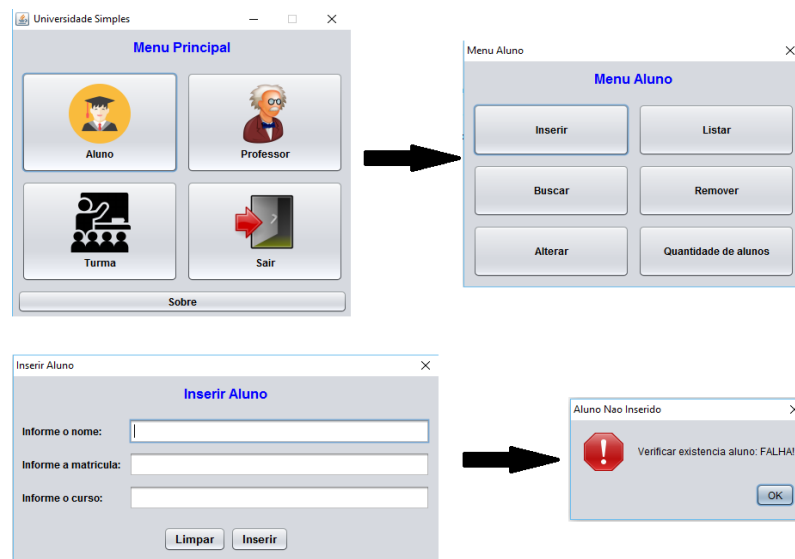 Universidade Simples
Menu Principal
Aluno
Professor
Turma
Sair
Sobre
Menu Aluno
Menu Aluno
Inserir
Listar
Buscar
Remover
Alterar
Quantidade de alunos
Inserir Aluno
Inserir Aluno
Informe o nome:
Informe a matricula:
Informe o curso:
Limpar
Inserir
Aluno Nao Inserido
Verificar existencia aluno: FALHA!
OK